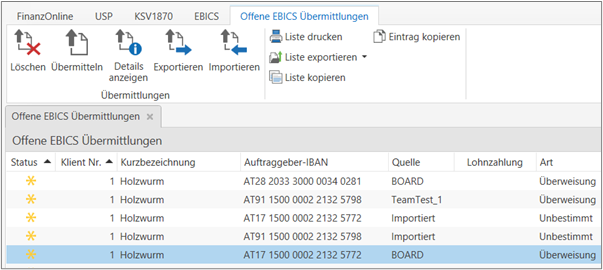 FinanzOnline USP KSV1870 EBICS Offene EBICS Übermittlungen
Löschen Übermitteln Details anzeigen Exportieren Importieren
Übermittlungen
Liste drucken Eintrag kopieren
Liste exportieren
Liste kopieren
Offene EBICS Übermittlungen
Offene EBICS Übermittlungen
Status Klient Nr. Kurzbezeichnung Auftraggeber-IBAN Quelle Lohnzahlung Art
1 Holzwurm AT28 2033 3000 0034 0281 BOARD Überweisung
1 Holzwurm AT91 1500 0002 2132 5798 TeamTest_1 Überweisung
1 Holzwurm AT17 1500 0002 2132 5772 Importiert Unbestimmt
1 Holzwurm AT91 1500 0002 2132 5798 Importiert Unbestimmt
1 Holzwurm AT17 1500 0002 2132 5772 BOARD Überweisung